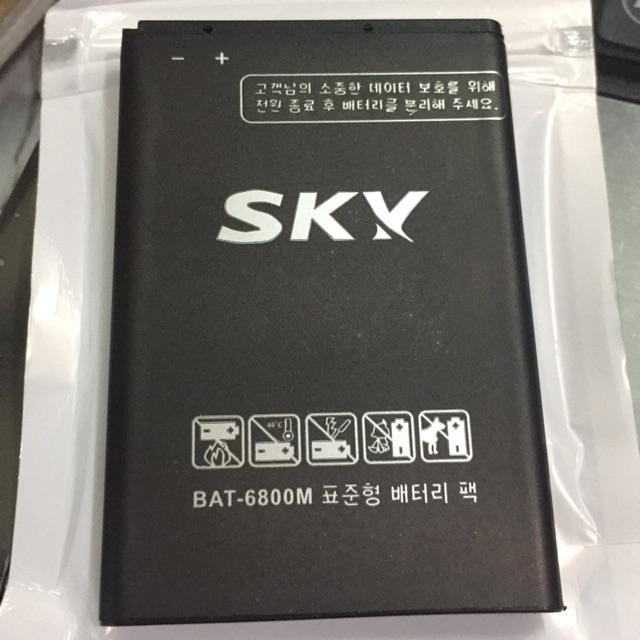 - +
고객님의 소중한 데이터 보호를 위해
전원 종료 후 배터리를 분리해 주세요.
SKY
40℃
BAT-6800M 표준형 배터리 팩